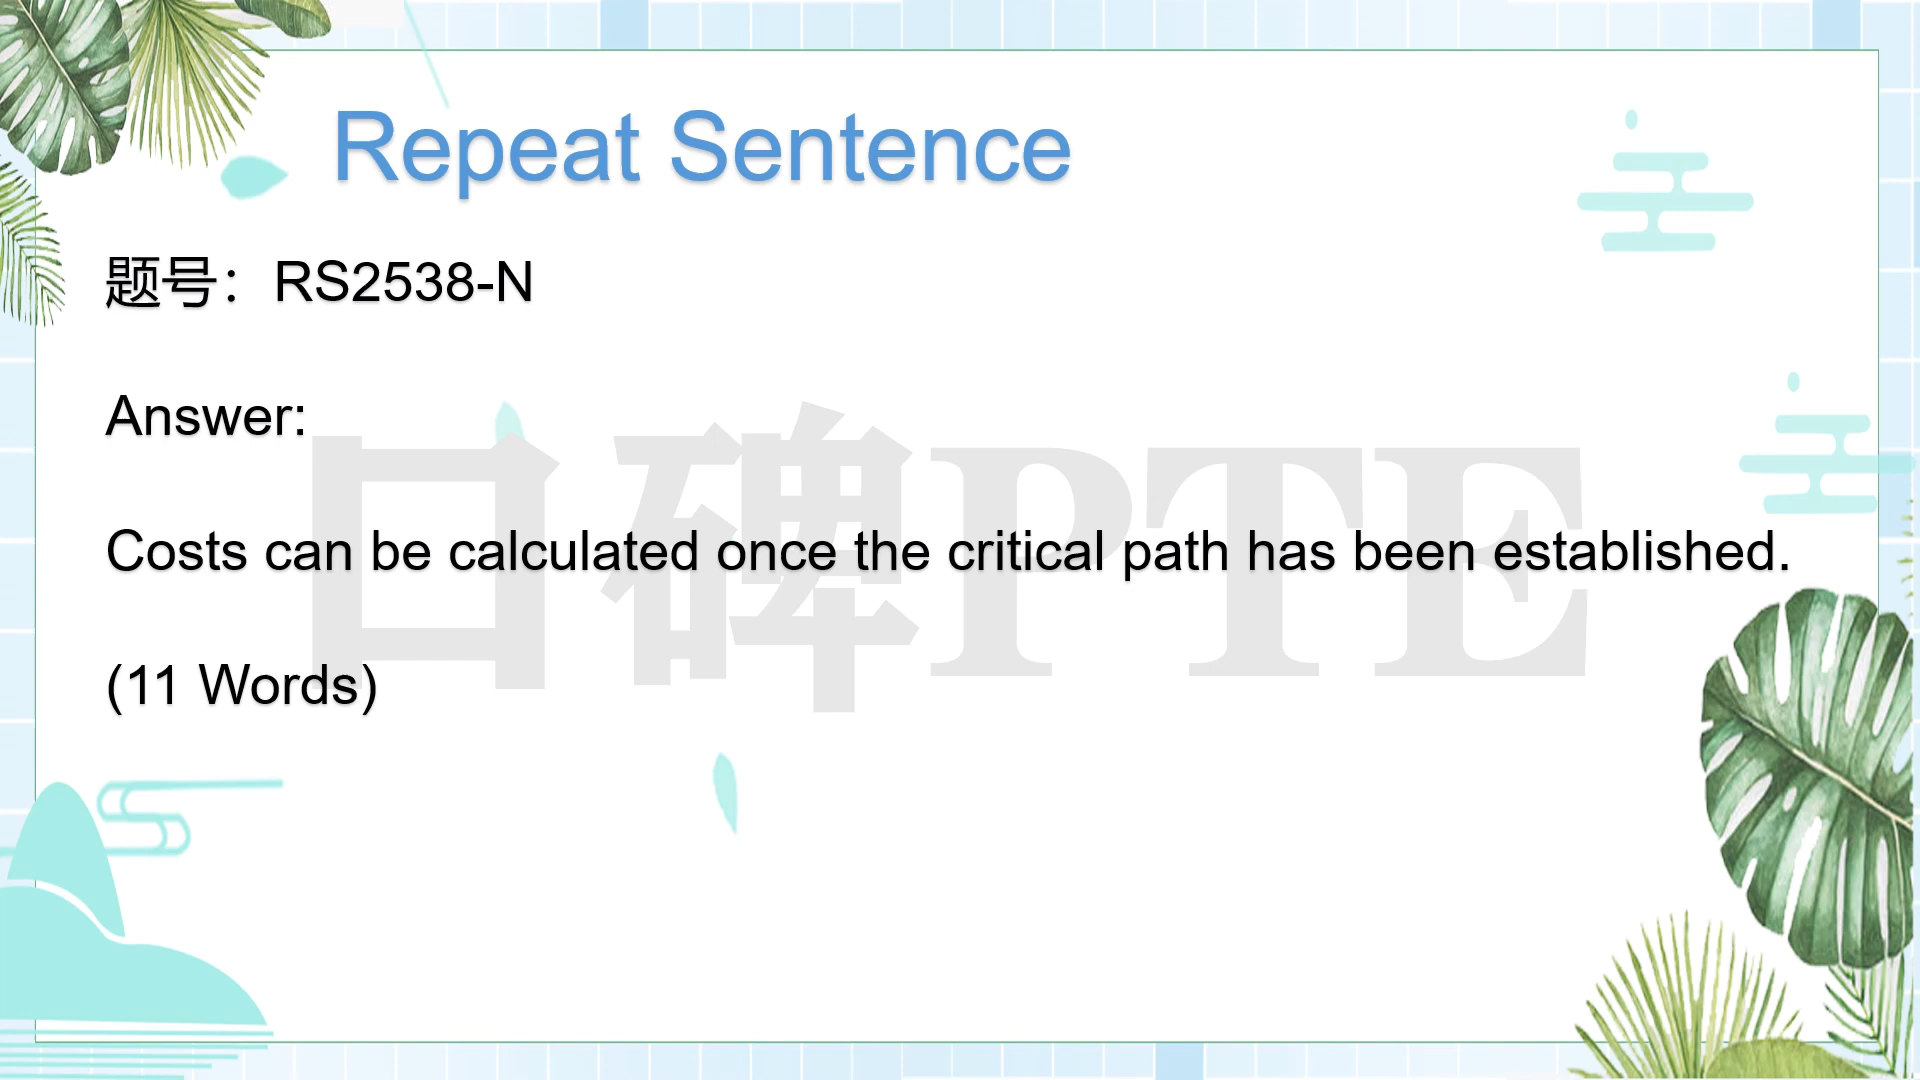 Repeat Sentence
题号：RS2538-N
Answer:
Costs can be calculated once the critical path has been established.
(11 Words)
口碑PTE